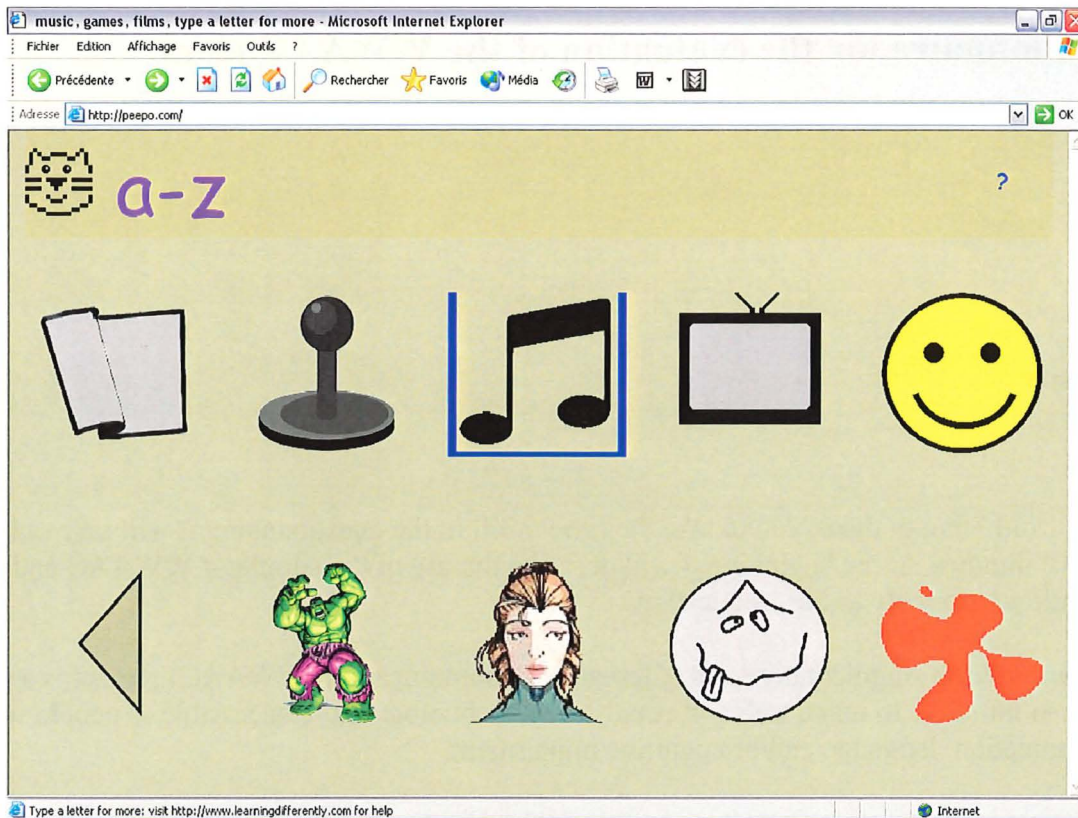 music, games, films, type a letter for more - Microsoft Internet Explorer
Fichier Edition Affichage Favoris Outils ?
Précédente Rechercher Favoris Média
Adresse http://peepo.com/ OK
a-z ?
Type a letter for more: visit http://www.learningdifferently.com for help Internet